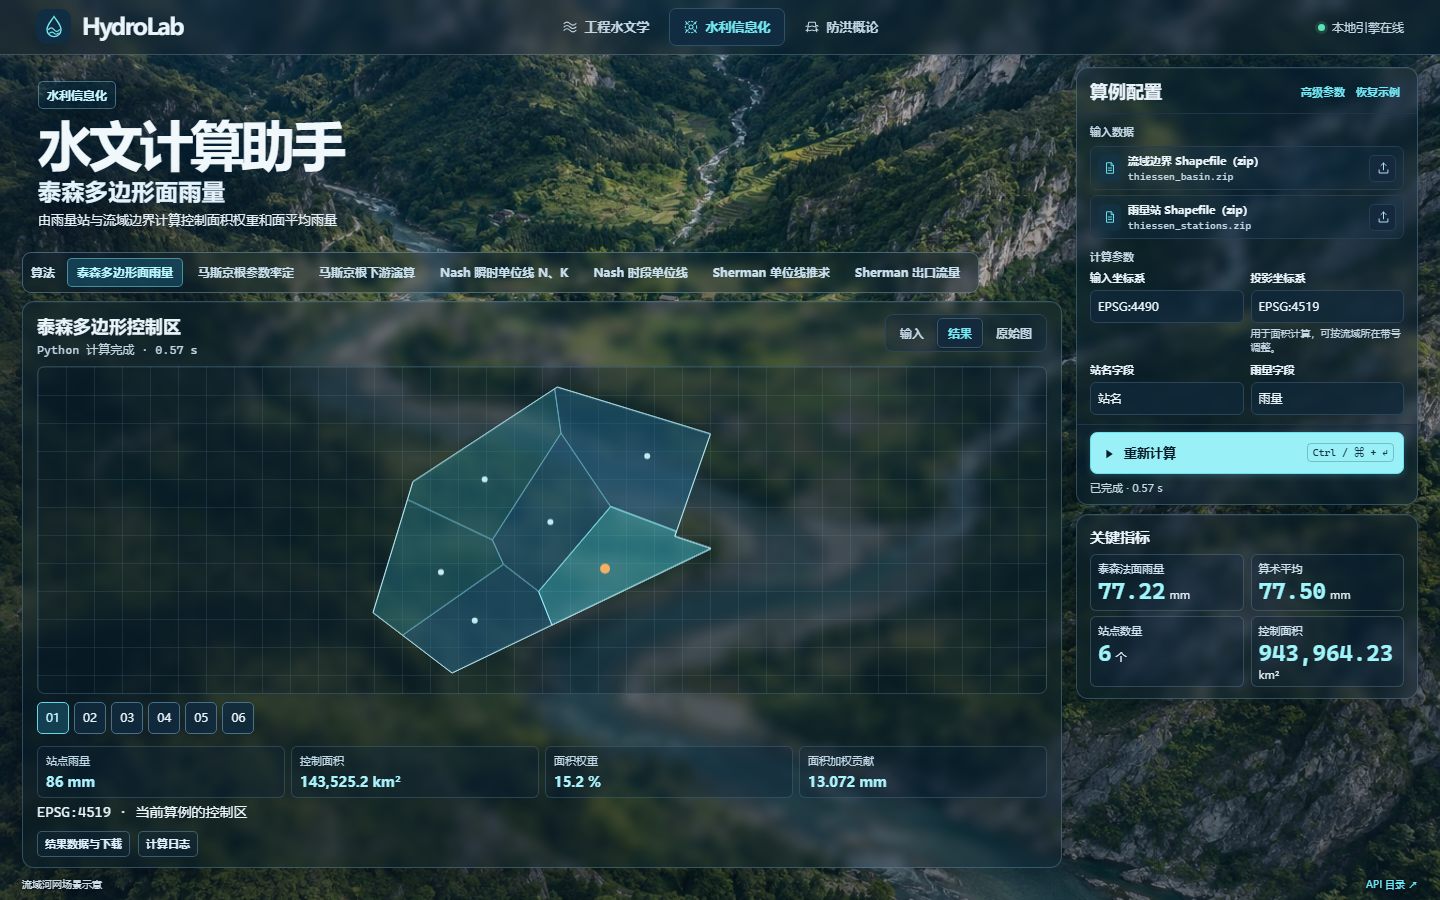 HydroLab
工程水文学
水利信息化
防洪概论
本地引擎在线
水利信息化
水文计算助手
泰森多边形面雨量
由雨量站与流域边界计算控制面积权重和面平均雨量
算法
泰森多边形面雨量
马斯京根参数率定
马斯京根下游演算
Nash 瞬时单位线 N、K
Nash 时段单位线
Sherman 单位线推求
Sherman 出口流量
泰森多边形控制区
Python 计算完成 · 0.57 s
输入
结果
原始图
01
02
03
04
05
06
站点雨量
86 mm
控制面积
143,525.2 km²
面积权重
15.2 %
面积加权贡献
13.072 mm
EPSG:4519 · 当前算例的控制区
结果数据与下载
计算日志
算例配置
高级参数
恢复示例
输入数据
流域边界 Shapefile（zip）
thiessen_basin.zip
雨量站 Shapefile（zip）
thiessen_stations.zip
计算参数
输入坐标系
投影坐标系
EPSG:4490
EPSG:4519
用于面积计算，可按流域所在带号
调整。
站名字段
雨量字段
站名
雨量
重新计算
Ctrl / ⌘ + ⏎
已完成 · 0.57 s
关键指标
泰森法面雨量
77.22 mm
算术平均
77.50 mm
站点数量
6 个
控制面积
943,964.23
km²
流域河网场景示意
API 目录 ↗